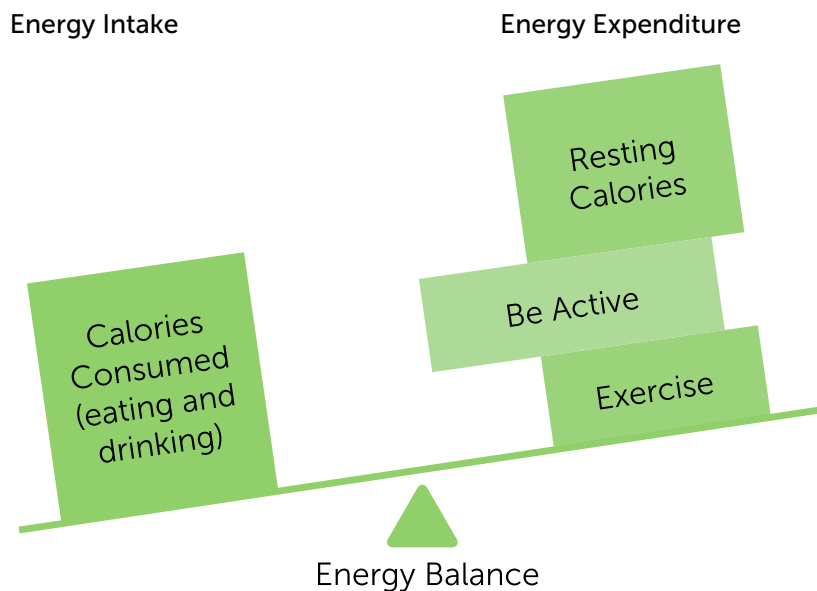 Energy Intake
Energy Expenditure
Resting
Calories
Be Active
Exercise
Calories
Consumed
(eating and
drinking)
Energy Balance